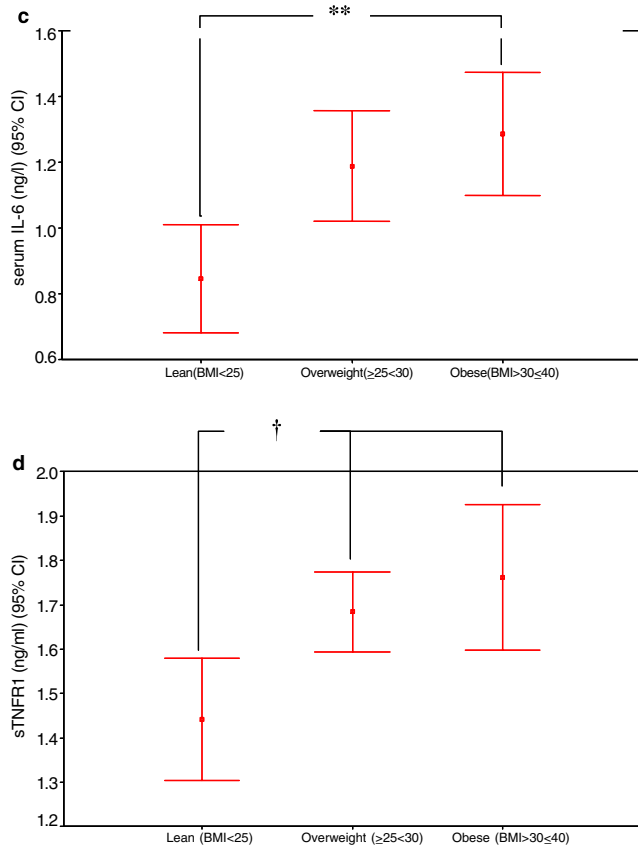 c
**
1.6
1.4
1.2
1.0
0.8
0.6
serum IL-6 (ng/l) (95% CI)
Lean(BMI<25) Overweight(≥25<30) Obese(BMI>30≤40)
†
d
2.0
1.9
1.8
1.7
1.6
1.5
1.4
1.3
1.2
sTNFR1 (ng/ml) (95% CI)
Lean (BMI<25) Overweight (≥25<30) Obese (BMI>30≤40)